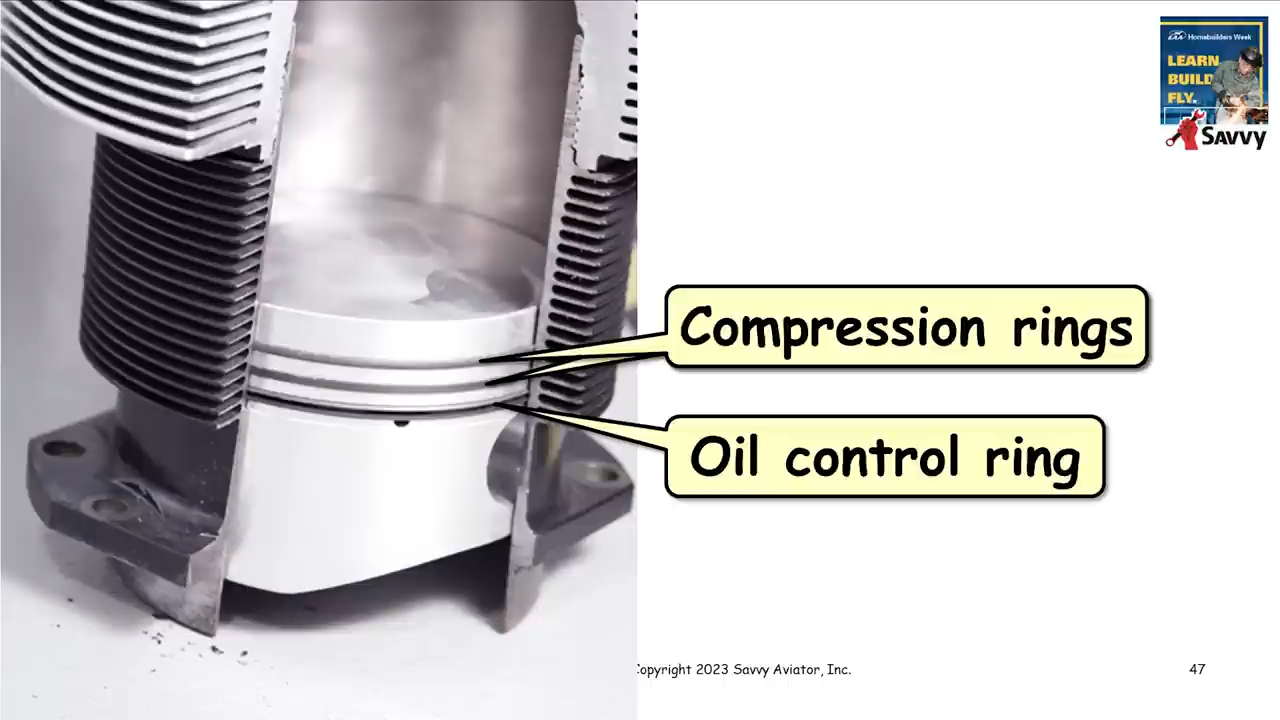 Homebuilders Week
LEARN
BUILD
FLY.
SAVVY
Compression rings
Oil control ring
Copyright 2023 Savvy Aviator, Inc.
47